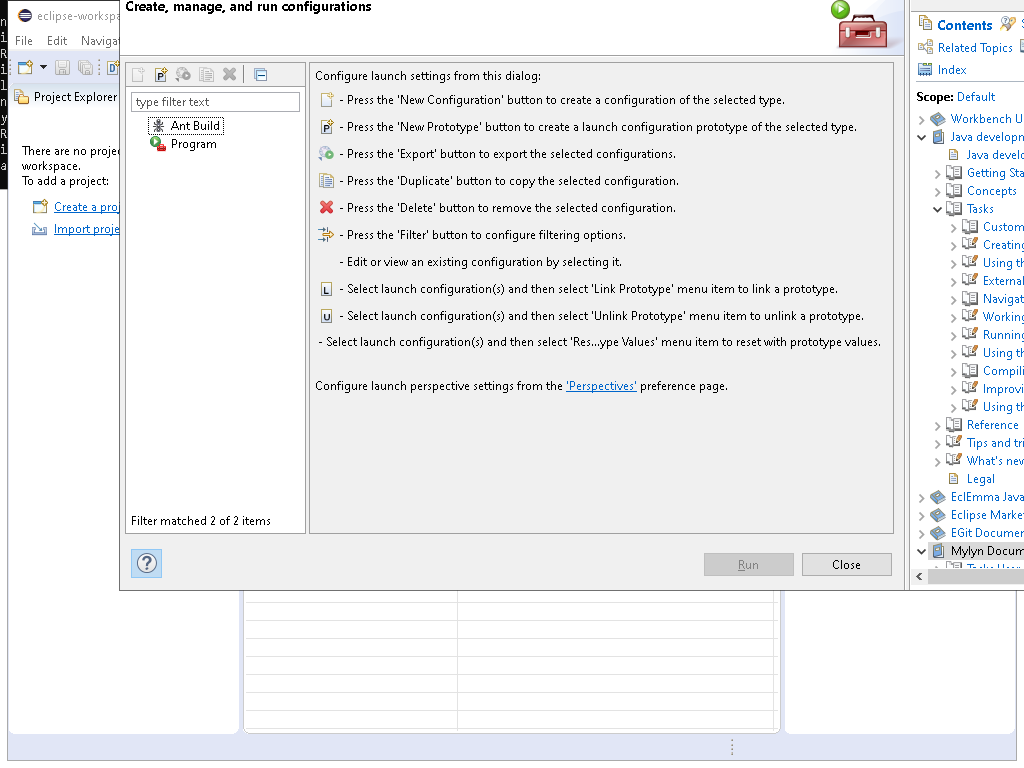 eclipse-workspa
File Edit Naviga
Project Explorer
There are no proje
workspace.
To add a project:
Create a proj
Import proje
Create, manage, and run configurations
type filter text
Ant Build
Program
Filter matched 2 of 2 items
Configure launch settings from this dialog:
- Press the 'New Configuration' button to create a configuration of the selected type.
- Press the 'New Prototype' button to create a launch configuration prototype of the selected type.
- Press the 'Export' button to export the selected configurations.
- Press the 'Duplicate' button to copy the selected configuration.
- Press the 'Delete' button to remove the selected configuration.
- Press the 'Filter' button to configure filtering options.
- Edit or view an existing configuration by selecting it.
L - Select launch configuration(s) and then select 'Link Prototype' menu item to link a prototype.
U - Select launch configuration(s) and then select 'Unlink Prototype' menu item to unlink a prototype.
- Select launch configuration(s) and then select 'Res...ype Values' menu item to reset with prototype values.
Configure launch perspective settings from the 'Perspectives' preference page.
Run
Close
Contents
Related Topics
Index
Scope: Default
Workbench U
Java developm
Java develo
Getting Sta
Concepts
Tasks
Custom
Creating
Using th
External
Navigat
Working
Running
Using th
Compili
Improvi
Using th
Reference
Tips and tri
What's new
Legal
EclEmma Java
Eclipse Marke
EGit Documen
Mylyn Docum